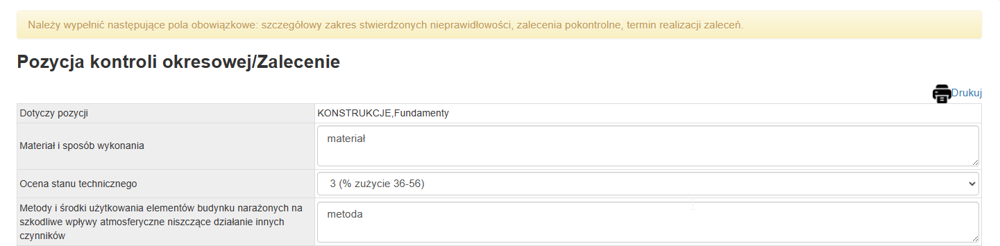 Należy wypełnić następujące pola obowiązkowe: szczegółowy zakres stwierdzonych nieprawidłowości, zalecenia pokontrolne, termin realizacji zaleceń.
Pozycja kontroli okresowej/Zalecenie
Drukuj
Dotyczy pozycji KONSTRUKCJE,Fundamenty
Materiał i sposób wykonania materiał
Ocena stanu technicznego 3 (% zużycie 36-56)
Metody i środki użytkowania elementów budynku narażonych na
szkodliwe wpływy atmosferyczne niszczące działanie innych
czynników
metoda